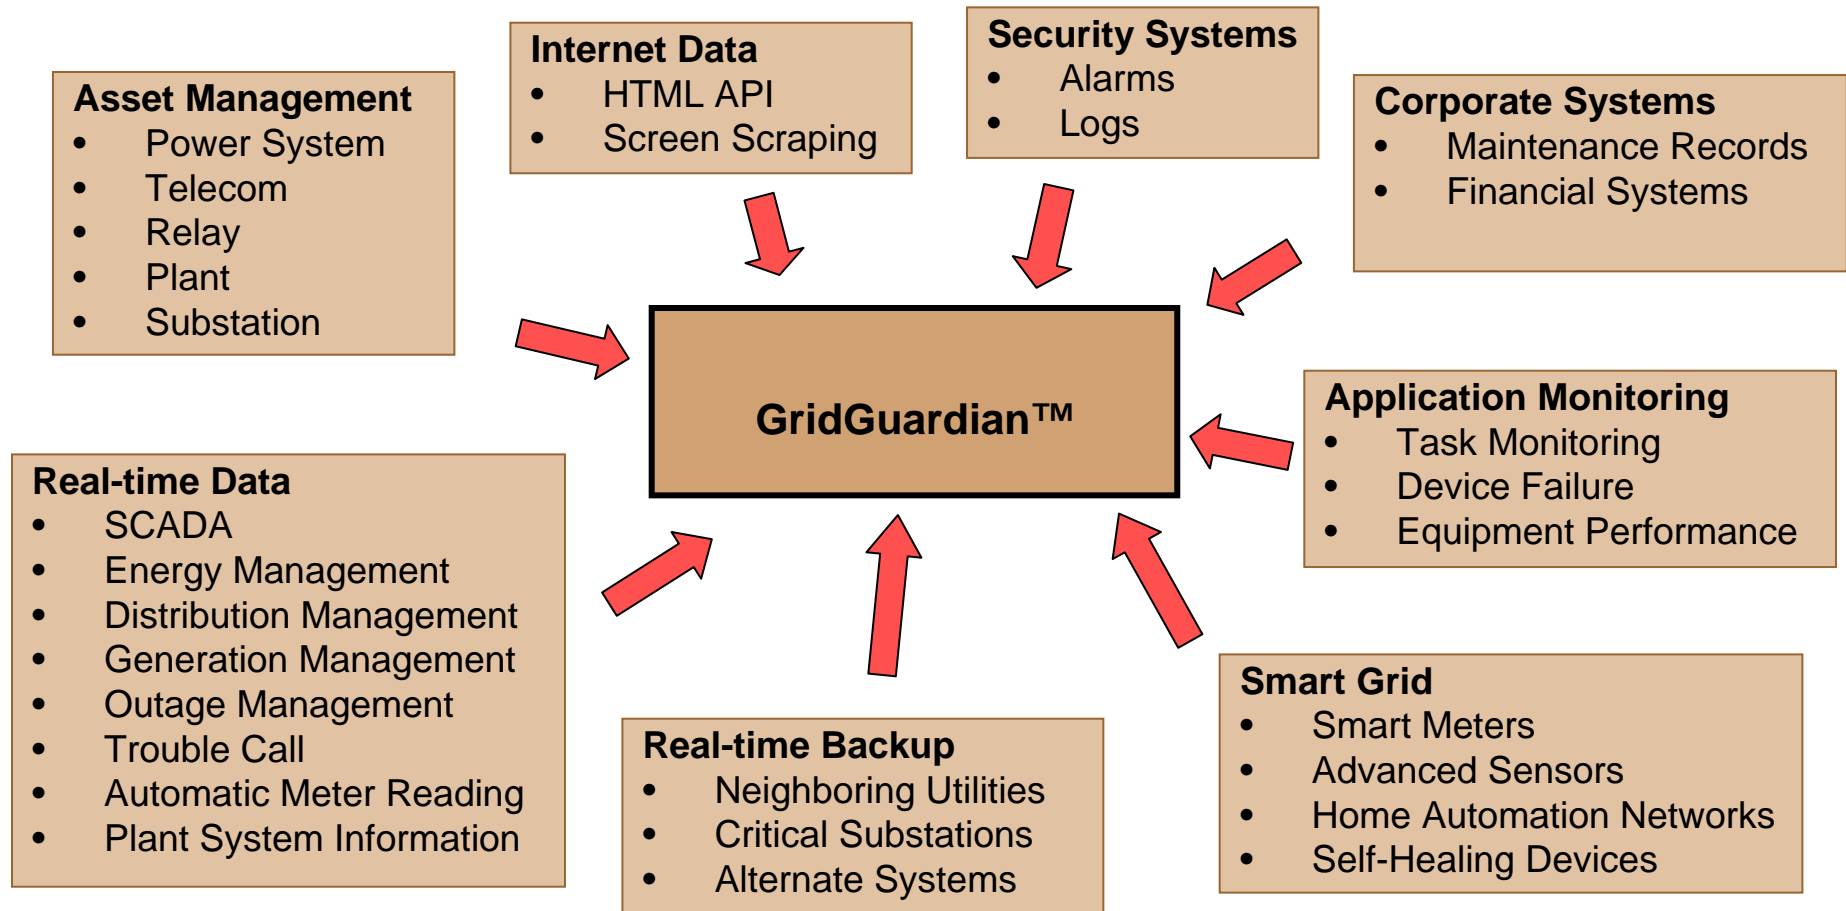 Asset Management
• Power System
• Telecom
• Relay
• Plant
• Substation
Internet Data
• HTML API
• Screen Scraping
Security Systems
• Alarms
• Logs
Corporate Systems
• Maintenance Records
• Financial Systems
GridGuardian™
Application Monitoring
• Task Monitoring
• Device Failure
• Equipment Performance
Real-time Data
• SCADA
• Energy Management
• Distribution Management
• Generation Management
• Outage Management
• Trouble Call
• Automatic Meter Reading
• Plant System Information
Real-time Backup
• Neighboring Utilities
• Critical Substations
• Alternate Systems
Smart Grid
• Smart Meters
• Advanced Sensors
• Home Automation Networks
• Self-Healing Devices